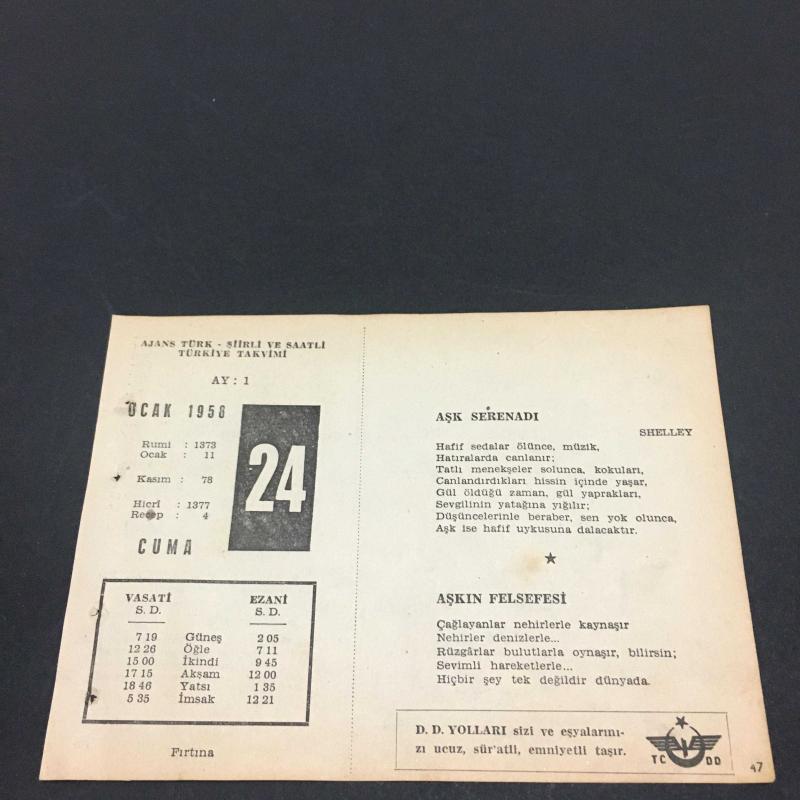 AJANS TÜRK - ŞİİRLİ VE SAATLİ
TÜRKİYE TAKVİMİ
AY : 1
OCAK 1958
Rumi : 1373
Ocak : 11
Kasım : 78
Hicrî : 1377
Recep : 4
24
CUMA
VASATİ EZANİ
S. D. S. D.
7 19 Güneş 2 05
12 26 Öğle 7 11
15 00 İkindi 9 45
17 15 Akşam 12 00
18 46 Yatsı 1 35
5 35 İmsak 12 21
Fırtına
AŞK SERENADI
SHELLEY
Hafif sedalar ölünce, müzik,
Hatıralarda canlanır;
Tatlı menekşeler solunca, kokuları,
Canlandırdıkları hissin içinde yaşar,
Gül öldüğü zaman, gül yaprakları,
Sevgilinin yatağına yığılır;
Düşüncelerinle beraber, sen yok olunca,
Aşk ise hafif uykusuna dalacaktır.
AŞKIN FELSEFESİ
Çağlayanlar nehirlerle kaynaşır
Nehirler denizlerle...
Rüzgârlar bulutlarla oynaşır, bilirsin;
Sevimli hareketlerle...
Hiçbir şey tek değildir dünyada.
D. D. YOLLARI sizi ve eşyalarını-
zı ucuz, sür'atli, emniyetli taşır.
TC DD
47